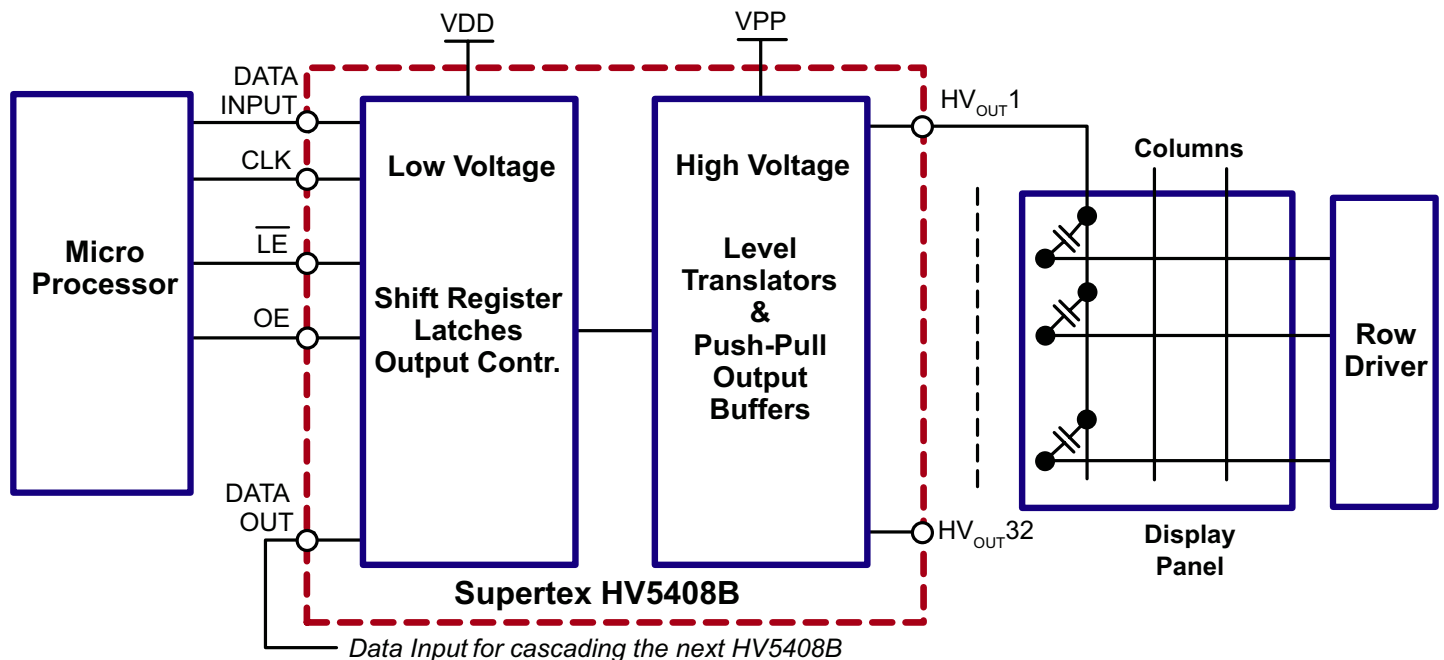 VDD
VPP
DATA
INPUT
CLK
LE
OE
DATA
OUT
Micro
Processor
Low Voltage
Shift Register
Latches
Output Contr.
High Voltage
Level
Translators
&
Push-Pull
Output
Buffers
HVOUT1
HVOUT32
Columns
Display
Panel
Row
Driver
Supertex HV5408B
Data Input for cascading the next HV5408B